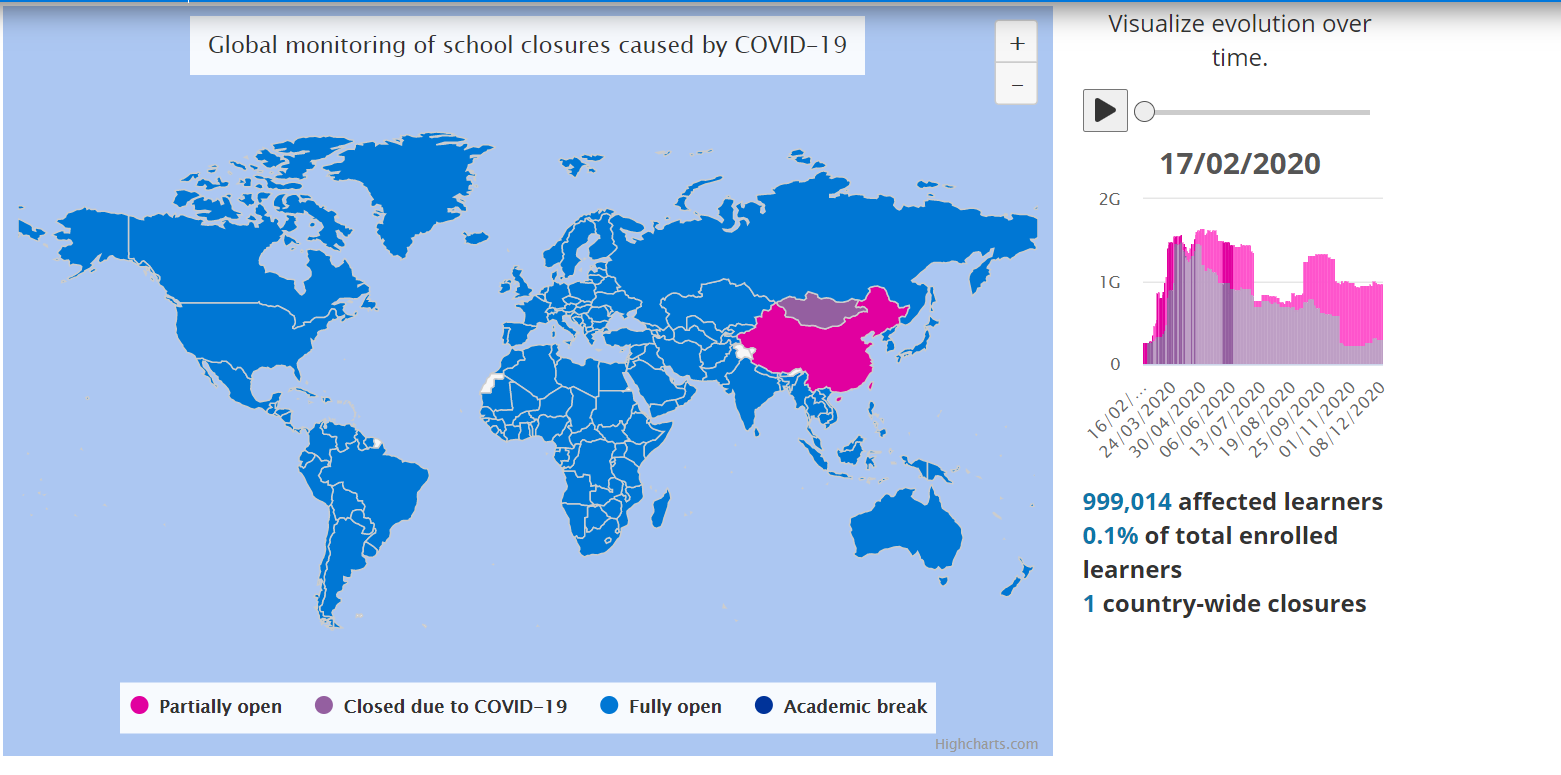 Global monitoring of school closures caused by COVID-19
+
−
Partially open
Closed due to COVID-19
Fully open
Academic break
Highcharts.com
Visualize evolution over
time.
17/02/2020
2G
1G
0
16/02/…
24/03/2020
30/04/2020
06/06/2020
13/07/2020
19/08/2020
25/09/2020
01/11/2020
08/12/2020
999,014 affected learners
0.1% of total enrolled
learners
1 country-wide closures